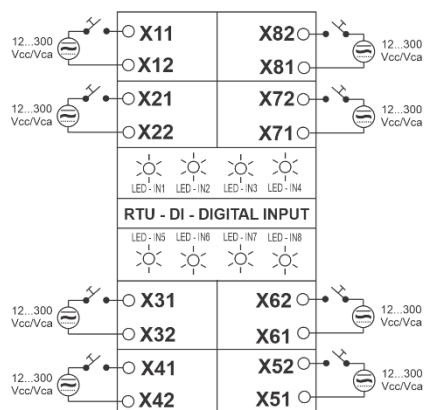 X11
X82
12...300
Vcc/Vca
12...300
Vcc/Vca
X12
X81
X21
X72
12...300
Vcc/Vca
12...300
Vcc/Vca
X22
X71
LED - IN1 LED - IN2 LED - IN3 LED - IN4
RTU - DI - DIGITAL INPUT
LED - IN5 LED - IN6 LED - IN7 LED - IN8
X31
X62
12...300
Vcc/Vca
12...300
Vcc/Vca
X32
X61
X41
X52
12...300
Vcc/Vca
12...300
Vcc/Vca
X42
X51